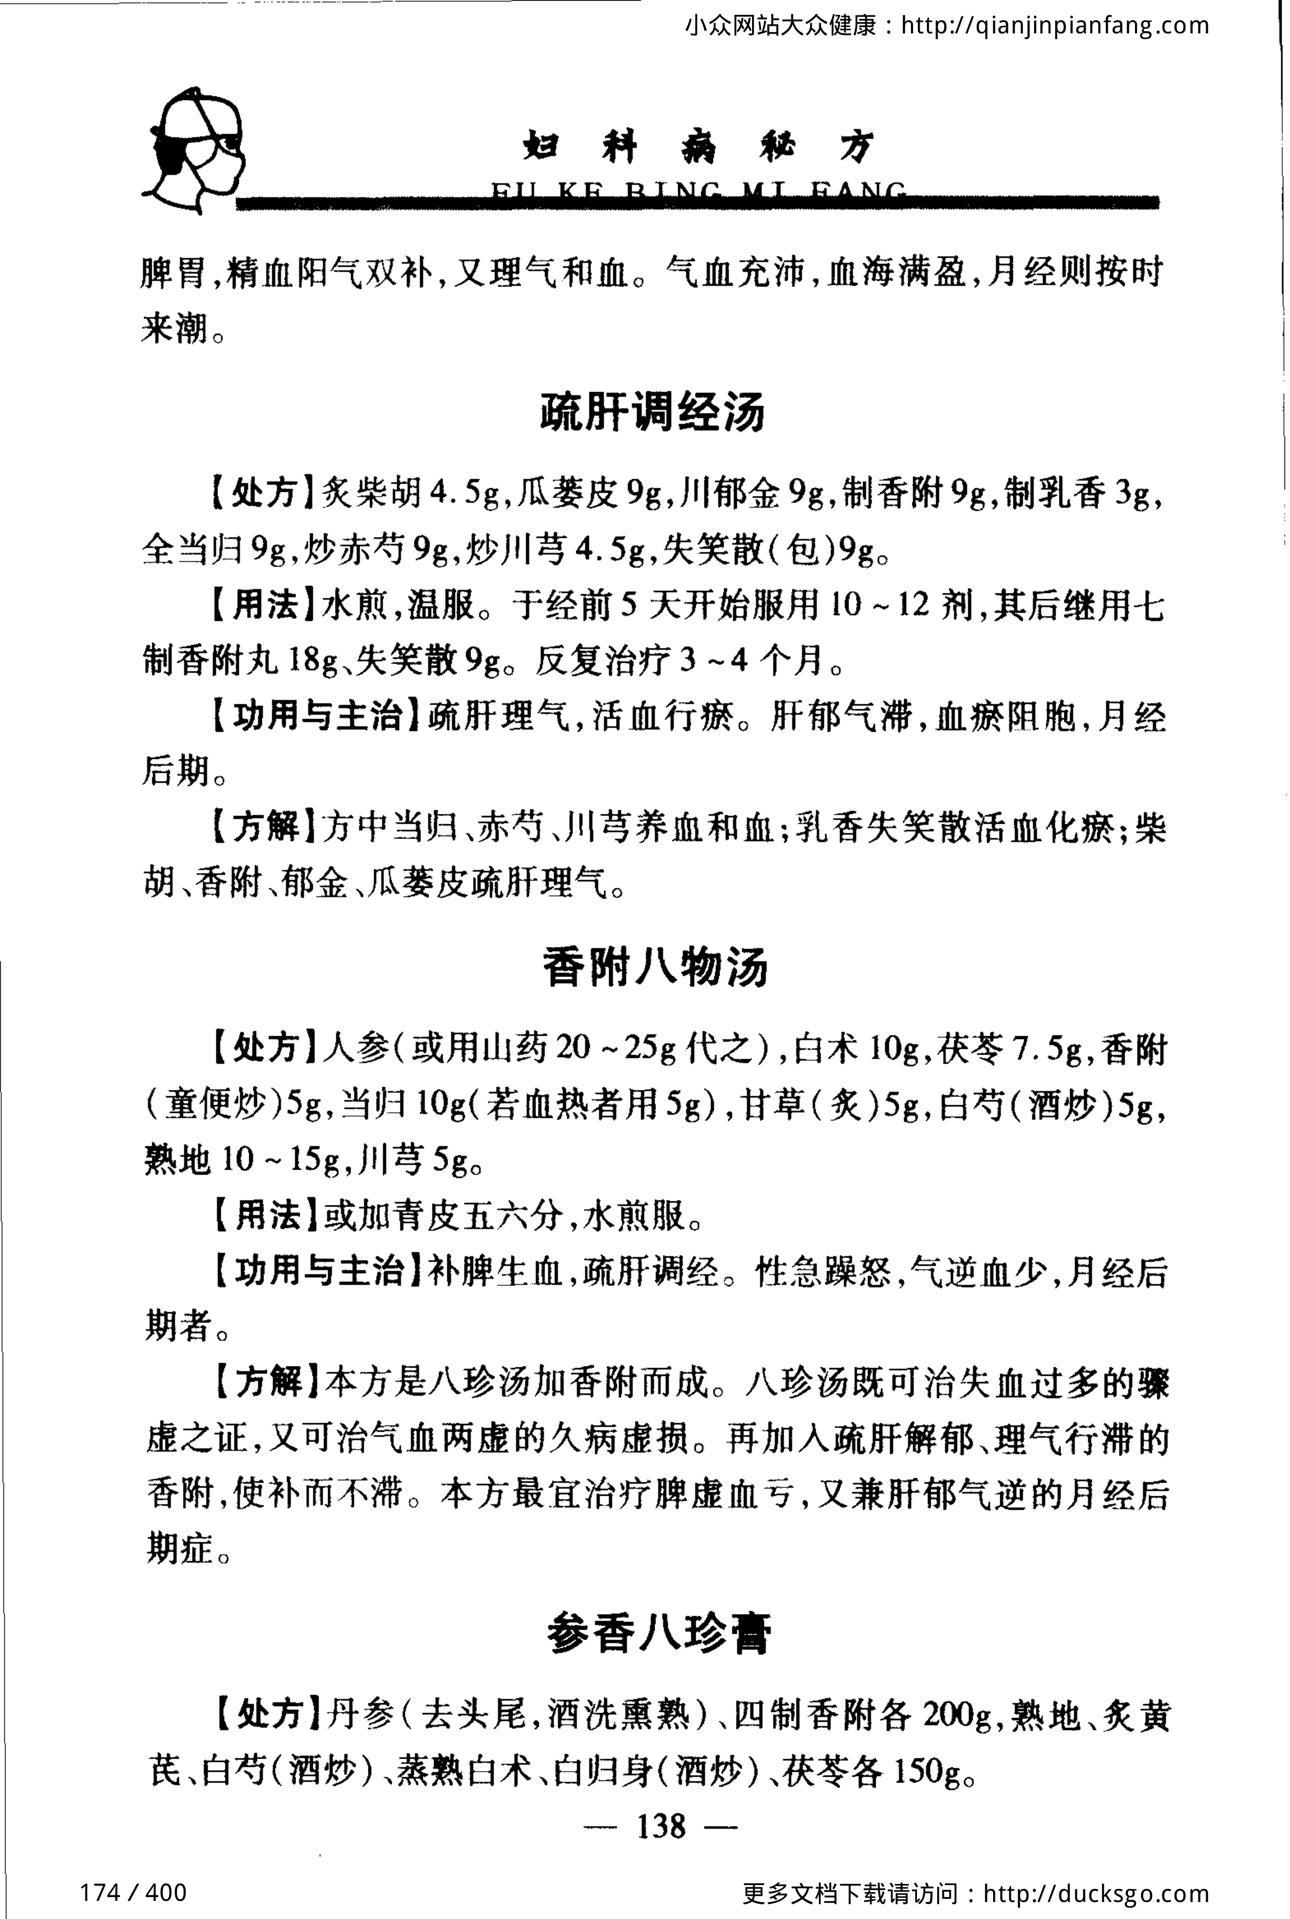 小众网站大众健康：http://qianjinpianfang.com
妇科病秘方
FU KE BING MI FANG
脾胃,精血阳气双补,又理气和血。气血充沛,血海满盈,月经则按时
来潮。
疏肝调经汤
【处方】炙柴胡4.5g,瓜蒌皮9g,川郁金9g,制香附9g,制乳香3g,
全当归9g,炒赤芍9g,炒川芎4.5g,失笑散(包)9g。
【用法】水煎,温服。于经前5天开始服用10~12剂,其后继用七
制香附丸18g、失笑散9g。反复治疗3~4个月。
【功用与主治】疏肝理气,活血行瘀。肝郁气滞,血瘀阻胞,月经
后期。
【方解】方中当归、赤芍、川芎养血和血;乳香失笑散活血化瘀;柴
胡、香附、郁金、瓜蒌皮疏肝理气。
香附八物汤
【处方】人参(或用山药20~25g代之),白术10g,茯苓7.5g,香附
(童便炒)5g,当归10g(若血热者用5g),甘草(炙)5g,白芍(酒炒)5g,
熟地10~15g,川芎5g。
【用法】或加青皮五六分,水煎服。
【功用与主治】补脾生血,疏肝调经。性急躁怒,气逆血少,月经后
期者。
【方解】本方是八珍汤加香附而成。八珍汤既可治失血过多的骤
虚之证,又可治气血两虚的久病虚损。再加入疏肝解郁、理气行滞的
香附,使补而不滞。本方最宜治疗脾虚血亏,又兼肝郁气逆的月经后
期症。
参香八珍膏
【处方】丹参(去头尾,酒洗熏熟)、四制香附各200g,熟地、炙黄
芪、白芍(酒炒)、蒸熟白术、白归身(酒炒)、茯苓各150g。
— 138 —
174 / 400
更多文档下载请访问：http://ducksgo.com